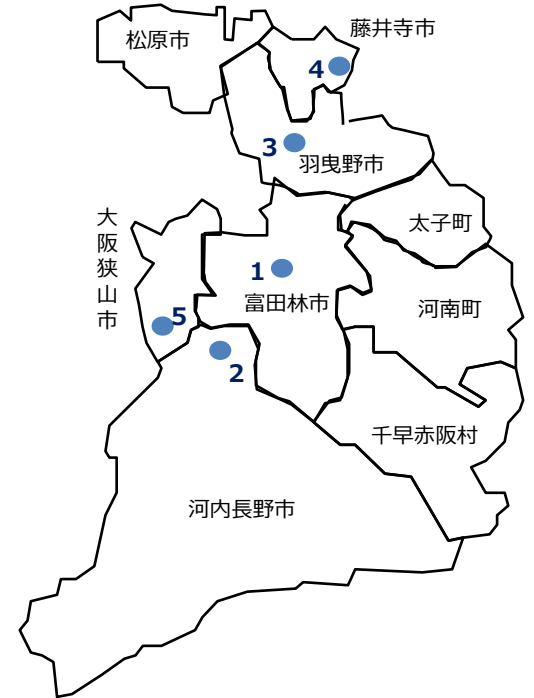 藤井寺市
松原市
4
3
羽曳野市
大阪狭山市
太子町
1
富田林市
河南町
5
2
千早赤阪村
河内長野市